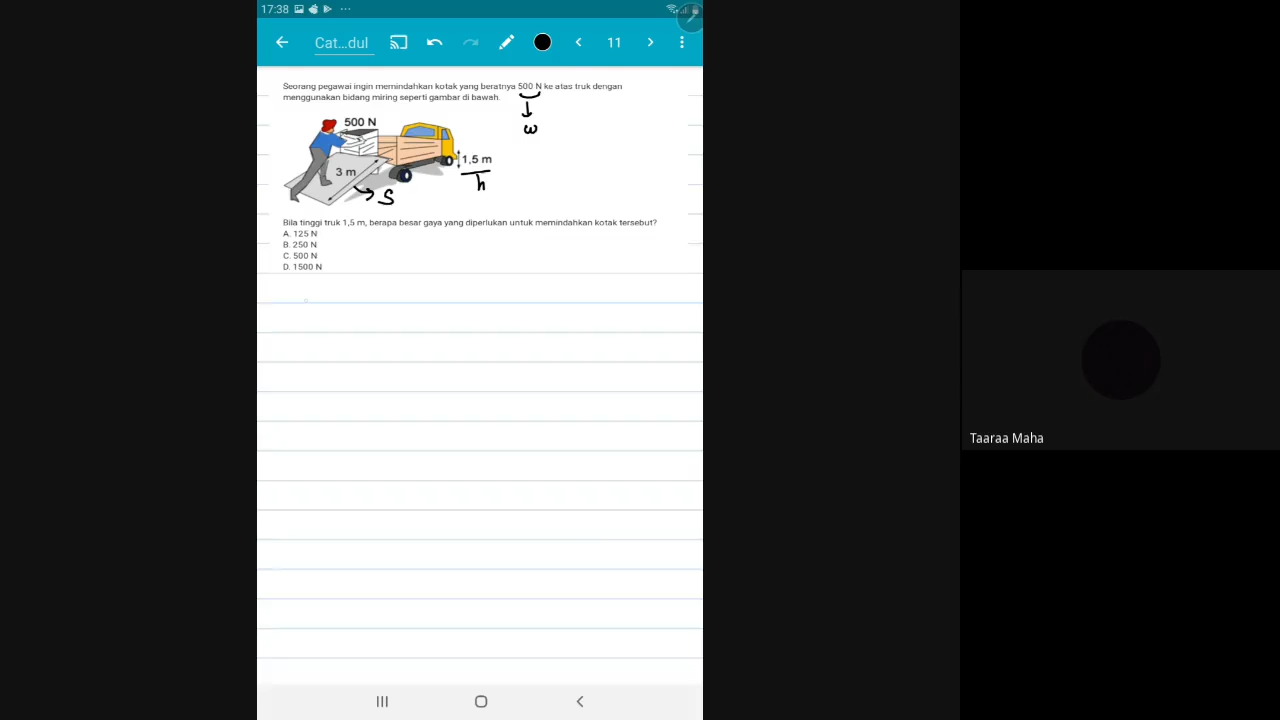 17:38
Cat...dul
11
Seorang pegawai ingin memindahkan kotak yang beratnya 500 N ke atas truk dengan
menggunakan bidang miring seperti gambar di bawah.
w
500 N
1,5 m
3 m
h
S
Bila tinggi truk 1,5 m, berapa besar gaya yang diperlukan untuk memindahkan kotak tersebut?
A. 125 N
B. 250 N
C. 500 N
D. 1500 N
Taaraa Maha